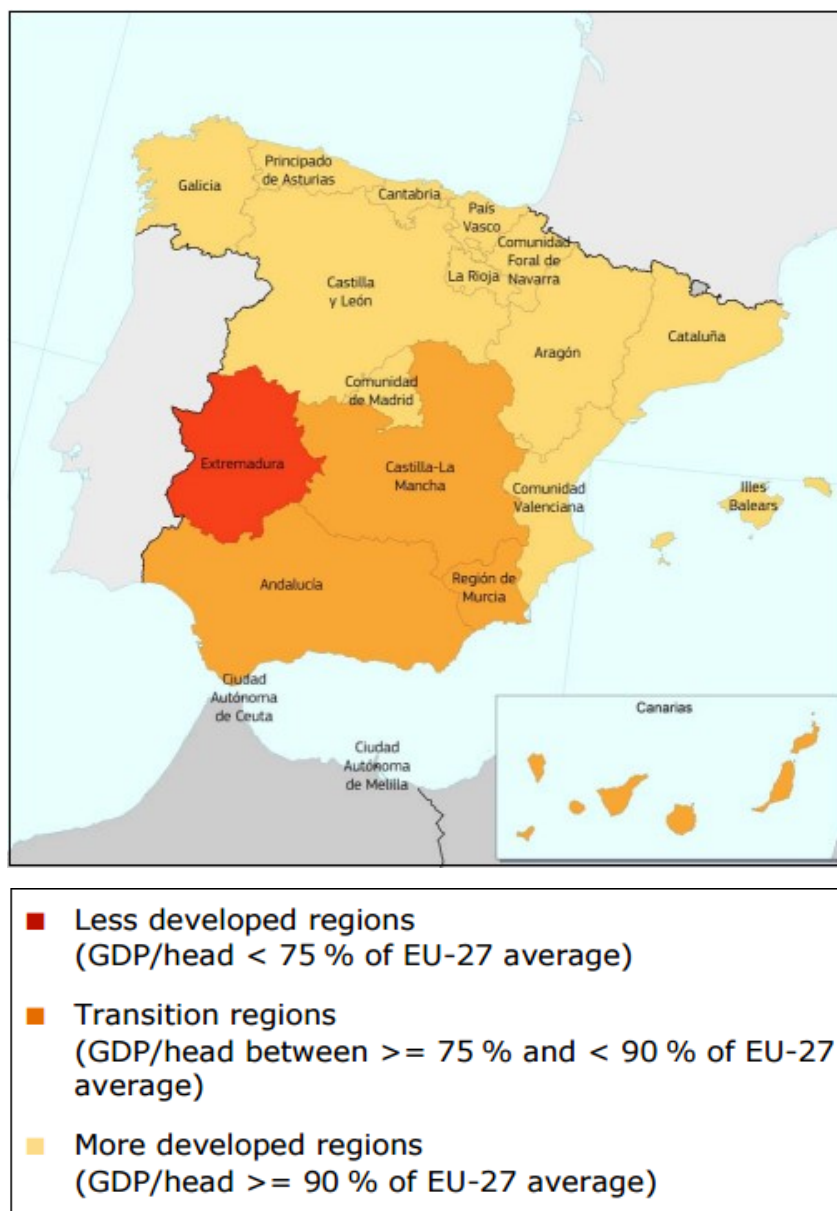 Galicia
Principado
de Asturias
Cantabria
País
Vasco
Comunidad
Foral de
Navarra
La Rioja
Castilla
y León
Aragón
Cataluña
Comunidad
de Madrid
Extremadura
Castilla-La
Mancha
Comunidad
Valenciana
Illes
Balears
Andalucía
Región de
Murcia
Ciudad
Autónoma
de Ceuta
Ciudad
Autónoma
de Melilla
Canarias
Less developed regions
(GDP/head < 75 % of EU-27 average)
Transition regions
(GDP/head between >= 75 % and < 90 % of EU-27
average)
More developed regions
(GDP/head >= 90 % of EU-27 average)